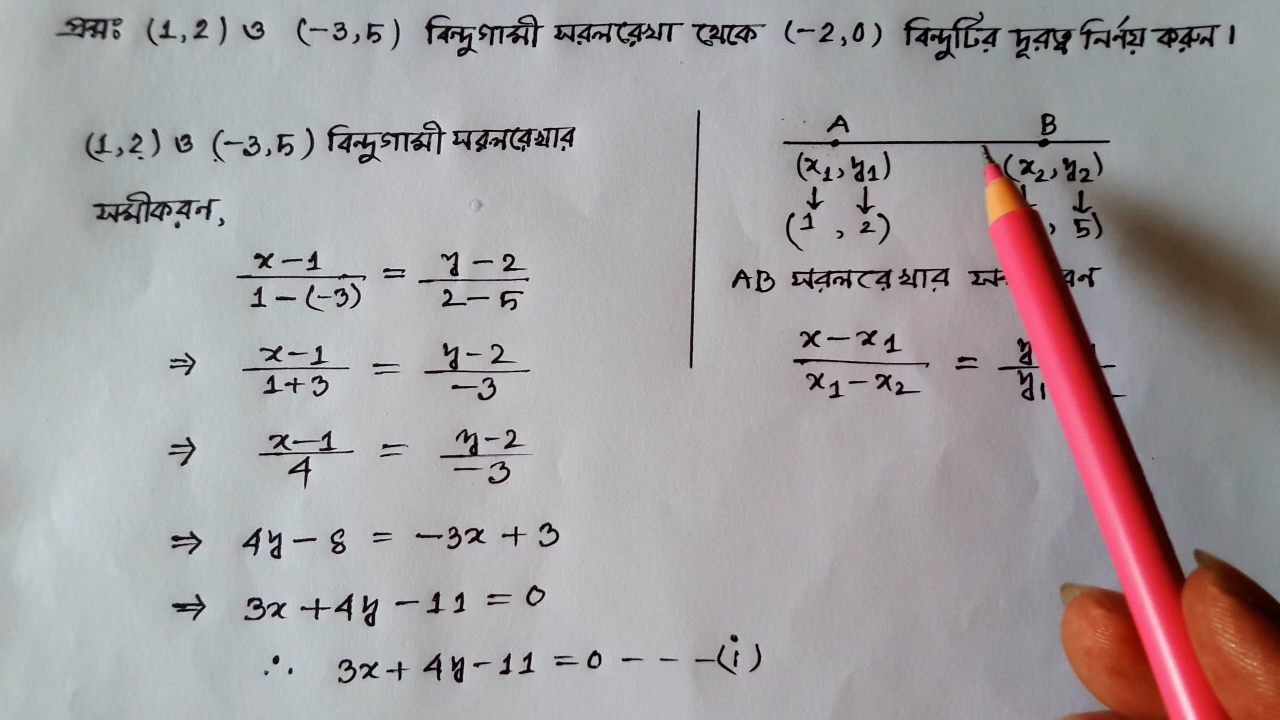 প্রশ্নঃ (1,2) ও (-3,5) বিন্দুগামী সরলরেখা থেকে (-2,0) বিন্দুটির দূরত্ব নির্ণয় করুন।
(1,2) ও (-3,5) বিন্দুগামী সরলরেখার
সমীকরন,
x-1 / 1-(-3) = y-2 / 2-5
⇒ x-1 / 1+3 = y-2 / -3
⇒ x-1 / 4 = y-2 / -3
⇒ 4y-8 = -3x+3
⇒ 3x+4y-11=0
∴ 3x+4y-11=0 ----(i)
A B
(x₁,y₁) (x₂,y₂)
↓ ↓ ↓
(1, 2) , 5)
AB সরলরেখার
x-x₁ / x₁-x₂ =